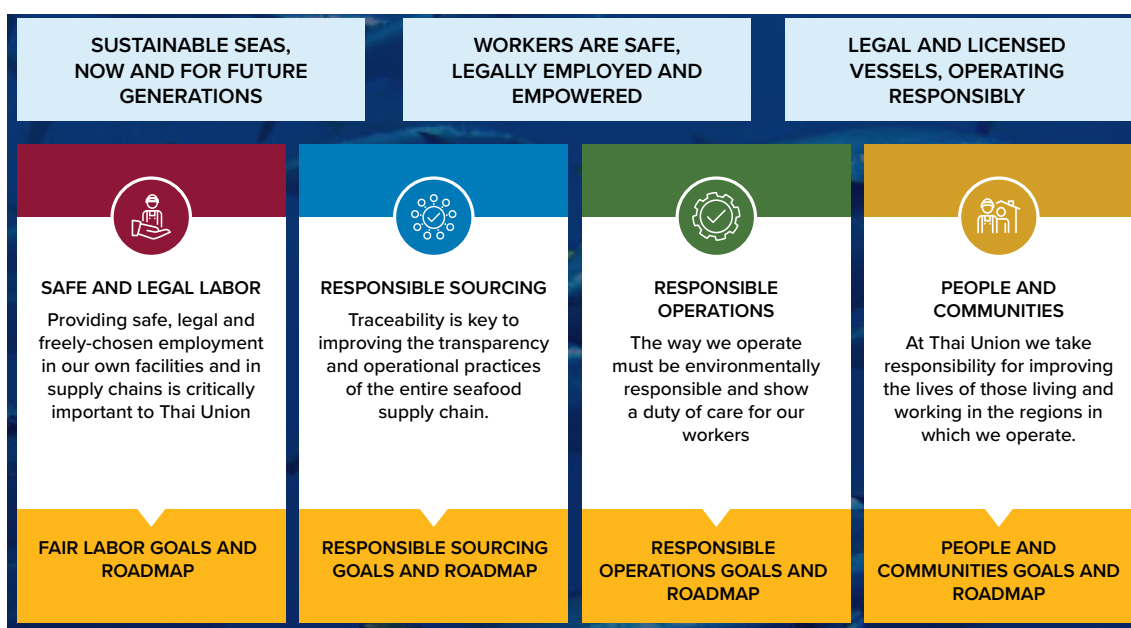 SUSTAINABLE SEAS,
NOW AND FOR FUTURE
GENERATIONS
WORKERS ARE SAFE,
LEGALLY EMPLOYED AND
EMPOWERED
LEGAL AND LICENSED
VESSELS, OPERATING
RESPONSIBLY
SAFE AND LEGAL LABOR
Providing safe, legal and
freely-chosen employment
in our own facilities and in
supply chains is critically
important to Thai Union
FAIR LABOR GOALS AND
ROADMAP
RESPONSIBLE SOURCING
Traceability is key to
improving the transparency
and operational practices
of the entire seafood
supply chain.
RESPONSIBLE SOURCING
GOALS AND ROADMAP
RESPONSIBLE
OPERATIONS
The way we operate
must be environmentally
responsible and show
a duty of care for our
workers
RESPONSIBLE
OPERATIONS GOALS AND
ROADMAP
PEOPLE AND
COMMUNITIES
At Thai Union we take
responsibility for improving
the lives of those living and
working in the regions in
which we operate.
PEOPLE AND
COMMUNITIES GOALS AND
ROADMAP